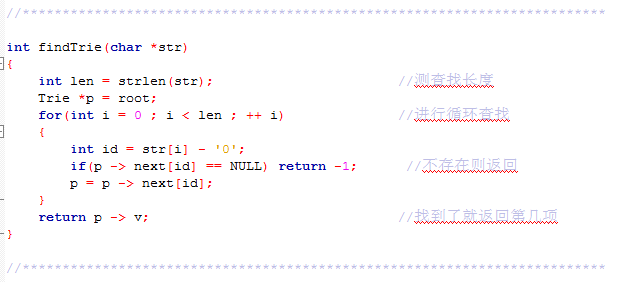 //*************************************************************************
int findTrie(char *str)
{
int len = strlen(str); //测查找长度
Trie *p = root;
for(int i = 0 ; i < len ; ++ i) //进行循环查找
{
int id = str[i] - '0';
if(p -> next[id] == NULL) return -1; //不存在则返回
p = p -> next[id];
}
return p -> v; //找到了就返回第几项
}
//*************************************************************************